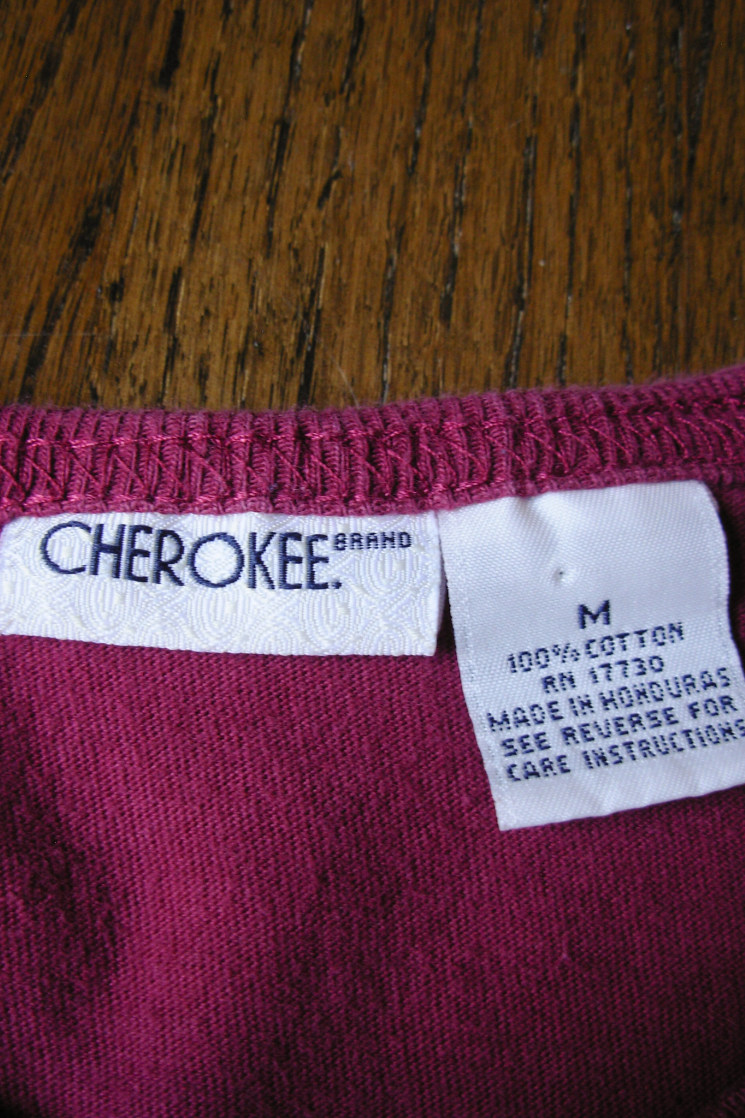 CHEROKEE. BRAND
M
100% COTTON
RN 17730
MADE IN HONDURAS
SEE REVERSE FOR
CARE INSTRUCTIONS